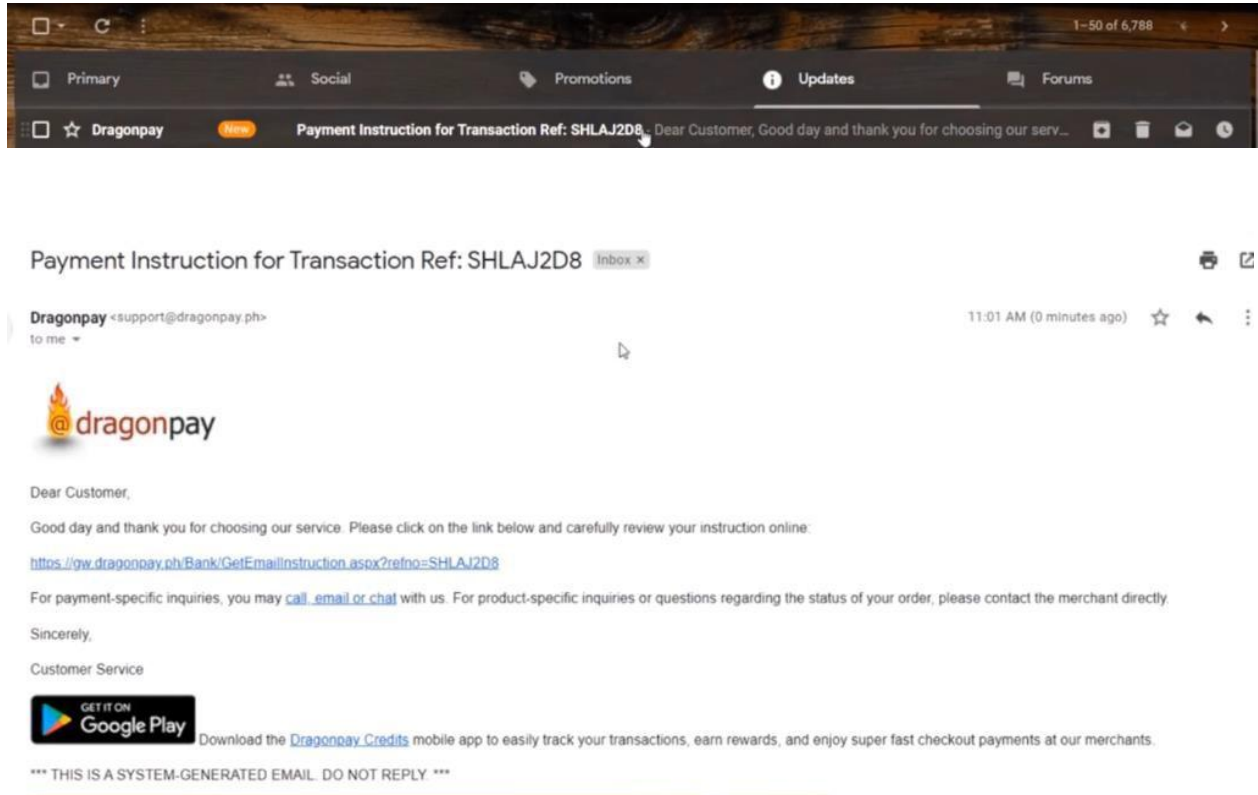 1–50 of 6,788
Primary Social Promotions Updates Forums
Dragonpay New Payment Instruction for Transaction Ref: SHLAJ2D8 - Dear Customer, Good day and thank you for choosing our serv...
Payment Instruction for Transaction Ref: SHLAJ2D8 Inbox ×
Dragonpay <support@dragonpay.ph> 11:01 AM (0 minutes ago)
to me
@dragonpay
Dear Customer,
Good day and thank you for choosing our service. Please click on the link below and carefully review your instruction online:
https://gw.dragonpay.ph/Bank/GetEmailInstruction.aspx?refno=SHLAJ2D8
For payment-specific inquiries, you may call, email or chat with us. For product-specific inquiries or questions regarding the status of your order, please contact the merchant directly.
Sincerely,
Customer Service
GET IT ON
Google Play
Download the Dragonpay Credits mobile app to easily track your transactions, earn rewards, and enjoy super fast checkout payments at our merchants.
*** THIS IS A SYSTEM-GENERATED EMAIL. DO NOT REPLY. ***